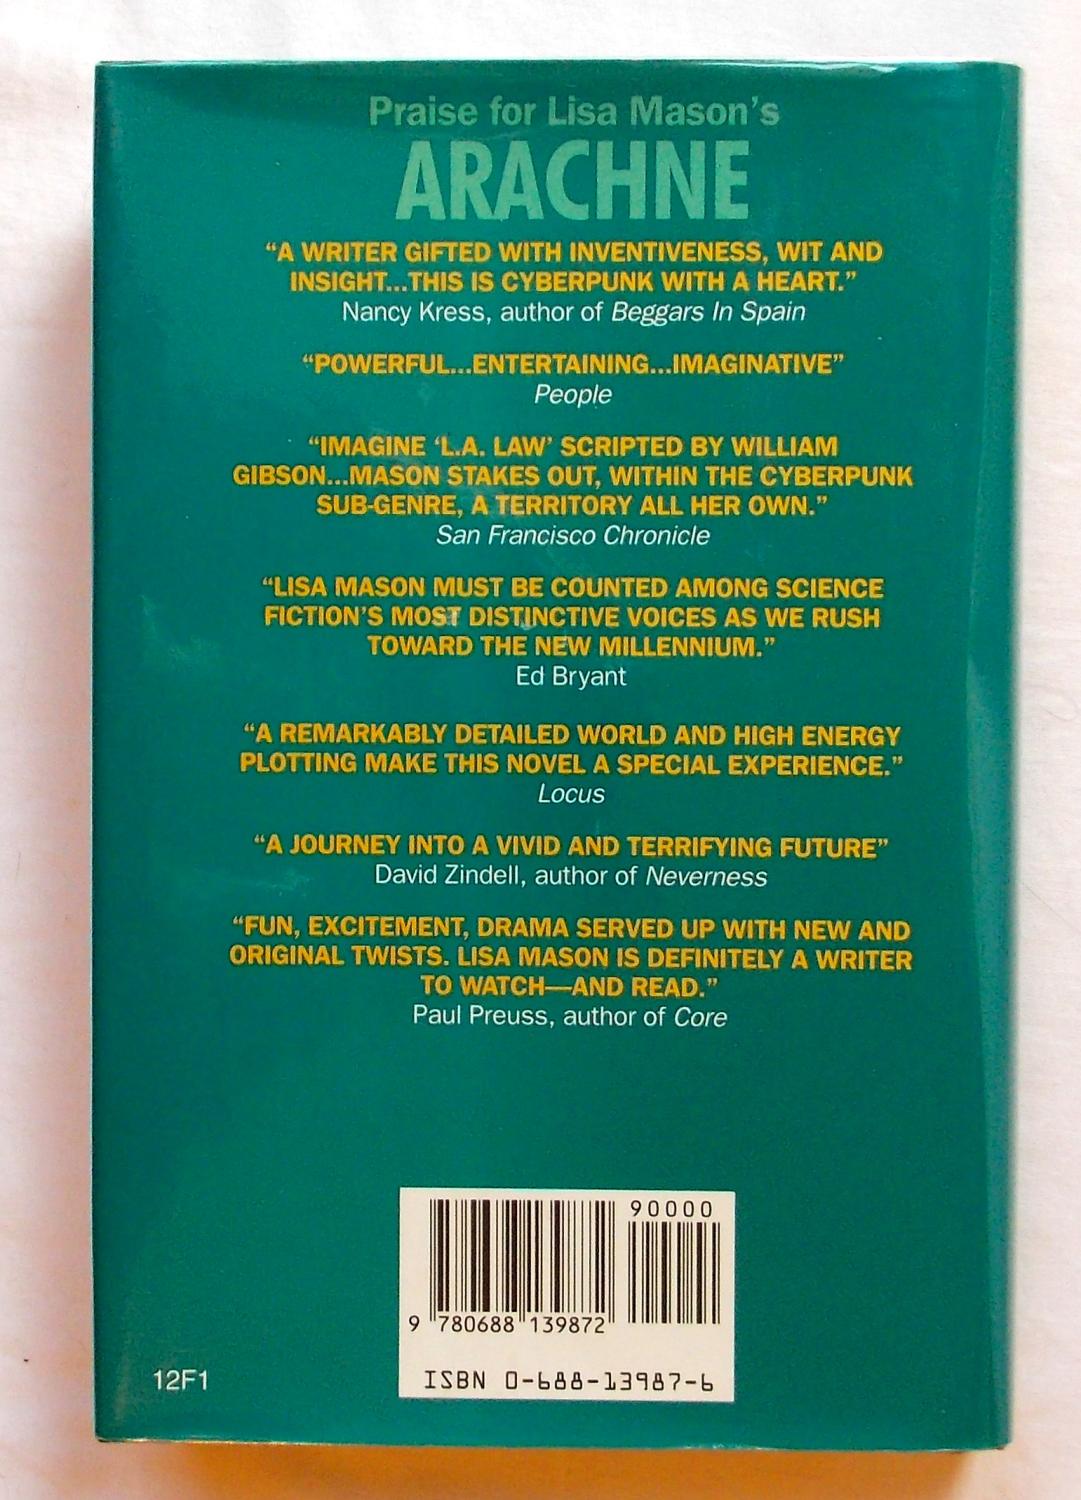 Praise for Lisa Mason's
ARACHNE
“A WRITER GIFTED WITH INVENTIVENESS, WIT AND
INSIGHT...THIS IS CYBERPUNK WITH A HEART.”
Nancy Kress, author of Beggars In Spain
“POWERFUL...ENTERTAINING...IMAGINATIVE”
People
“IMAGINE ‘L.A. LAW’ SCRIPTED BY WILLIAM
GIBSON...MASON STAKES OUT, WITHIN THE CYBERPUNK
SUB-GENRE, A TERRITORY ALL HER OWN.”
San Francisco Chronicle
“LISA MASON MUST BE COUNTED AMONG SCIENCE
FICTION’S MOST DISTINCTIVE VOICES AS WE RUSH
TOWARD THE NEW MILLENNIUM.”
Ed Bryant
“A REMARKABLY DETAILED WORLD AND HIGH ENERGY
PLOTTING MAKE THIS NOVEL A SPECIAL EXPERIENCE.”
Locus
“A JOURNEY INTO A VIVID AND TERRIFYING FUTURE”
David Zindell, author of Neverness
“FUN, EXCITEMENT, DRAMA SERVED UP WITH NEW AND
ORIGINAL TWISTS. LISA MASON IS DEFINITELY A WRITER
TO WATCH—AND READ.”
Paul Preuss, author of Core
90000
9 780688 139872
ISBN 0-688-13987-6
12F1